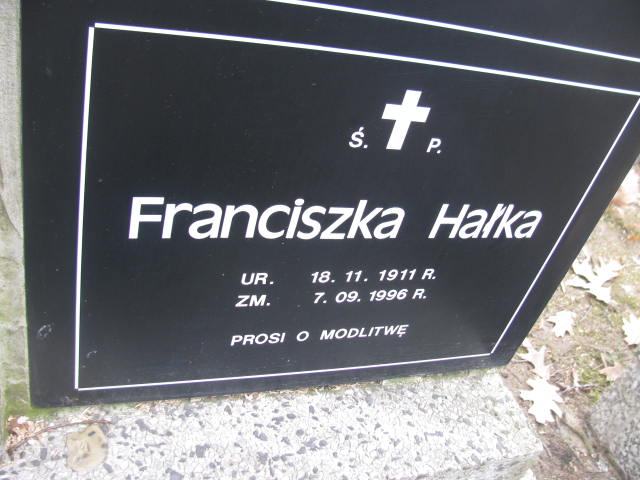 Ś. P.
Franciszka Hałka
UR. 18. 11. 1911 R.
ZM. 7. 09. 1996 R.
PROSI O MODLITWĘ